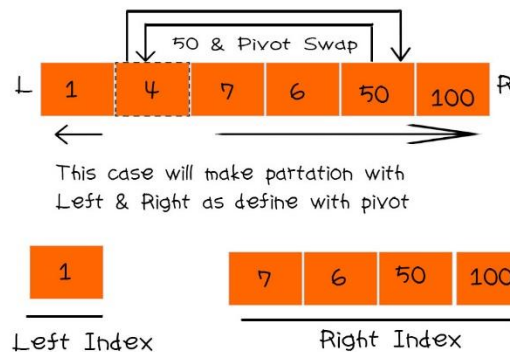 50 & Pivot Swap
L 1 4 7 6 50 100 R
This case will make partation with
Left & Right as define with pivot
1 7 6 50 100
Left Index Right Index